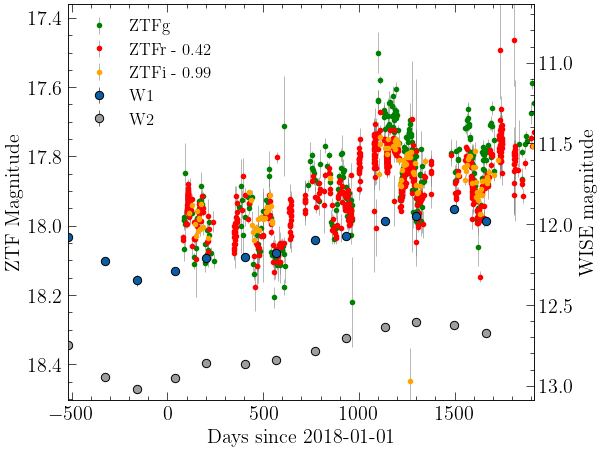 ZTFg
ZTFr - 0.42
ZTFi - 0.99
W1
W2
17.4
17.6
17.8
18.0
18.2
18.4
ZTF Magnitude
11.0
11.5
12.0
12.5
13.0
WISE magnitude
−500
0
500
1000
1500
Days since 2018-01-01